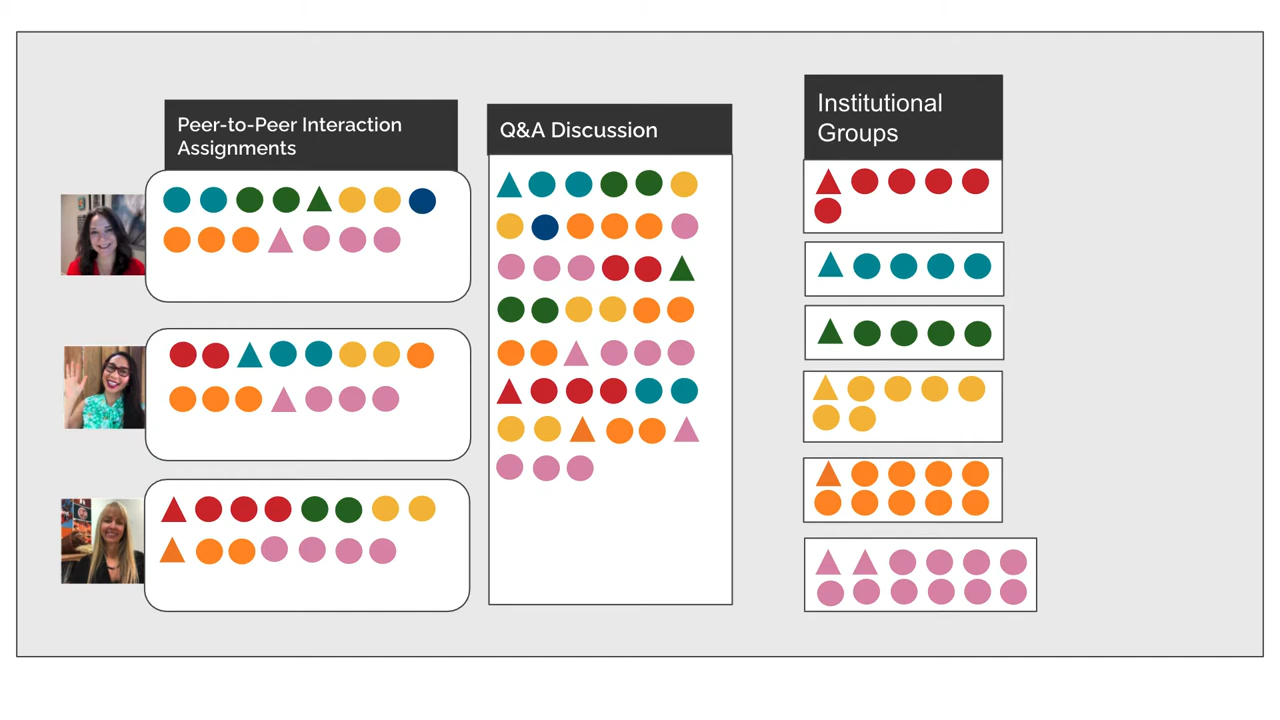 Peer-to-Peer Interaction
Assignments
Q&A Discussion
Institutional
Groups